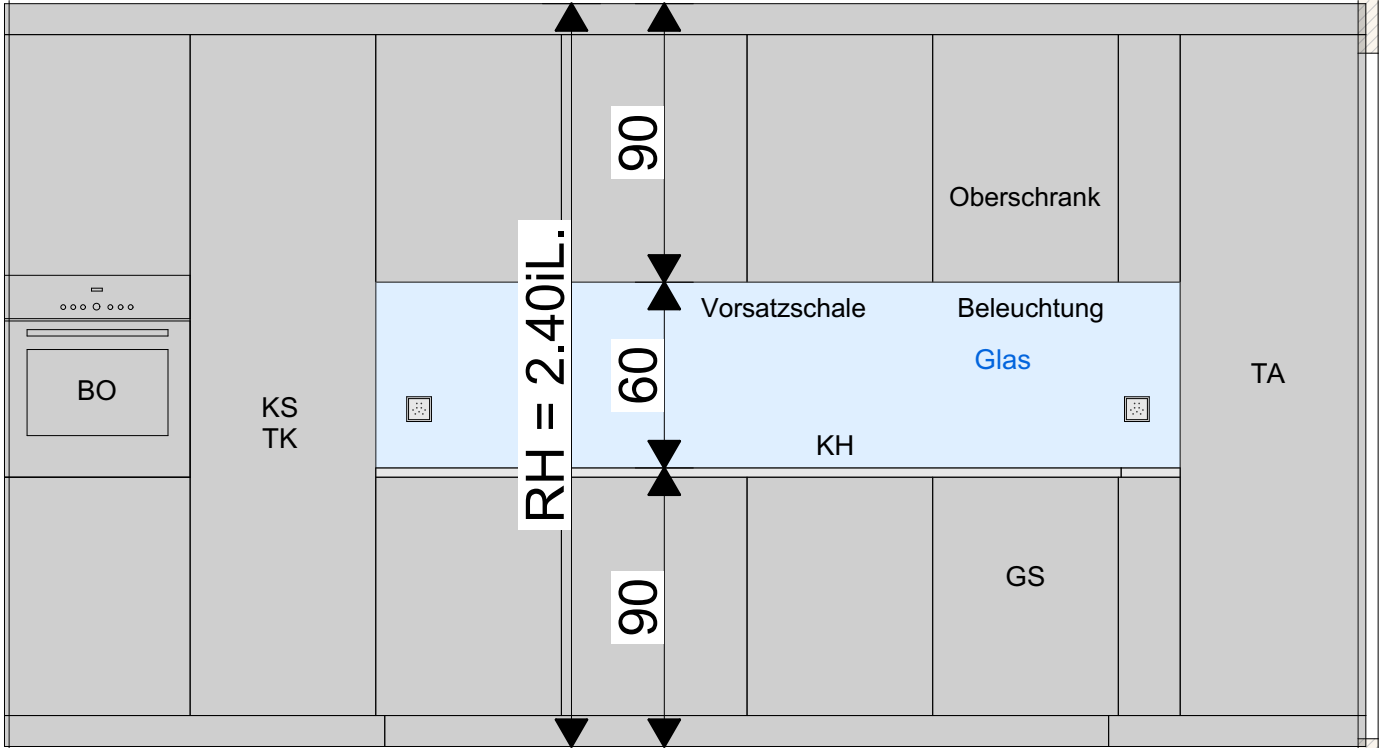 90
Oberschrank
RH = 2.40iL.
Vorsatzschale
Beleuchtung
Glas
60
BO
TA
KS
TK
KH
GS
90